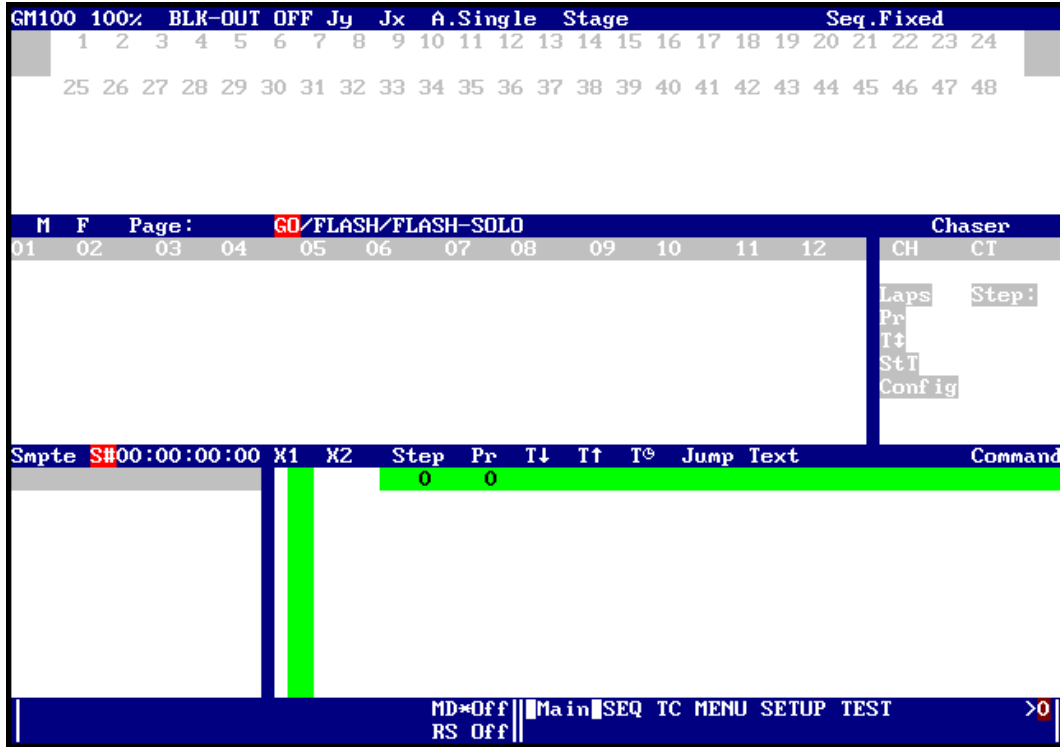 GM100 100% BLK-OUT OFF Jy Jx A.Single Stage Seq.Fixed
1 2 3 4 5 6 7 8 9 10 11 12 13 14 15 16 17 18 19 20 21 22 23 24
25 26 27 28 29 30 31 32 33 34 35 36 37 38 39 40 41 42 43 44 45 46 47 48
M F Page: GO/FLASH/FLASH-SOLO Chaser
01 02 03 04 05 06 07 08 09 10 11 12 CH CT
Laps Step:
Pr
T↕
StT
Config
Smpte S#00:00:00:00 X1 X2 Step Pr T↓ T↑ T◷ Jump Text Command
0 0
MD*Off Main SEQ TC MENU SETUP TEST >0
RS Off